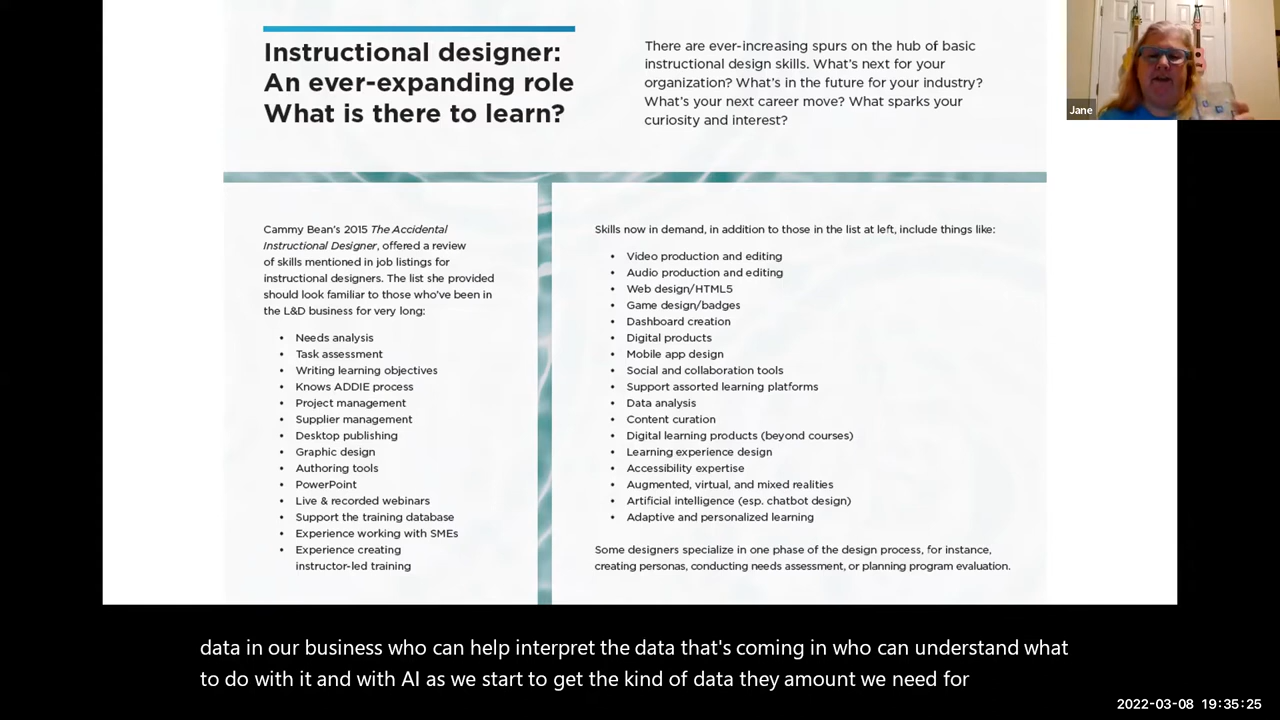 Instructional designer:
An ever-expanding role
What is there to learn?
There are ever-increasing spurs on the hub of basic
instructional design skills. What's next for your
organization? What's in the future for your industry?
What's your next career move? What sparks your
curiosity and interest?
Jane
Cammy Bean's 2015 The Accidental
Instructional Designer, offered a review
of skills mentioned in job listings for
instructional designers. The list she provided
should look familiar to those who've been in
the L&D business for very long:
• Needs analysis
• Task assessment
• Writing learning objectives
• Knows ADDIE process
• Project management
• Supplier management
• Desktop publishing
• Graphic design
• Authoring tools
• PowerPoint
• Live & recorded webinars
• Support the training database
• Experience working with SMEs
• Experience creating
instructor-led training
Skills now in demand, in addition to those in the list at left, include things like:
• Video production and editing
• Audio production and editing
• Web design/HTML5
• Game design/badges
• Dashboard creation
• Digital products
• Mobile app design
• Social and collaboration tools
• Support assorted learning platforms
• Data analysis
• Content curation
• Digital learning products (beyond courses)
• Learning experience design
• Accessibility expertise
• Augmented, virtual, and mixed realities
• Artificial intelligence (esp. chatbot design)
• Adaptive and personalized learning
Some designers specialize in one phase of the design process, for instance,
creating personas, conducting needs assessment, or planning program evaluation.
data in our business who can help interpret the data that's coming in who can understand what
to do with it and with AI as we start to get the kind of data they amount we need for
2022-03-08 19:35:25